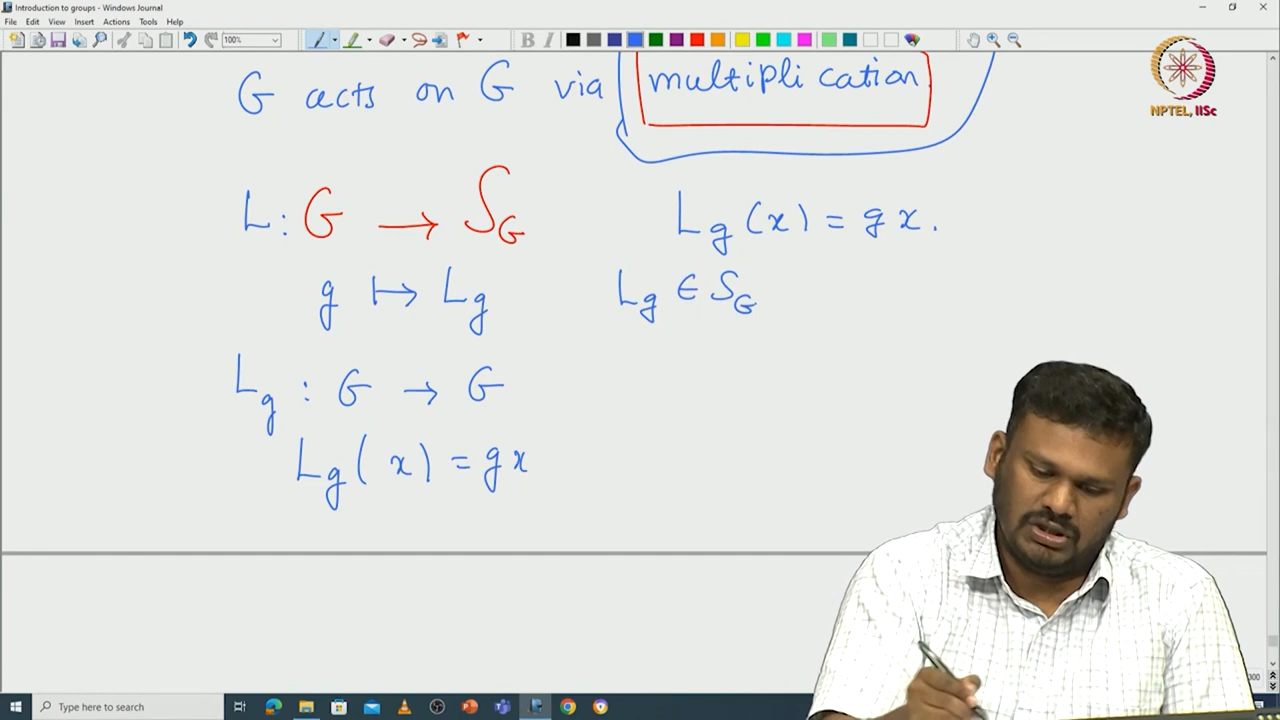 Introduction to groups - Windows Journal
File Edit View Insert Actions Tools Help
100%
B I
G acts on G via multiplication
L: G → S_G L_g(x) = gx.
g ↦ L_g L_g ∈ S_G
L_g : G → G
L_g(x) = gx
NPTEL, IISc
300
Type here to search